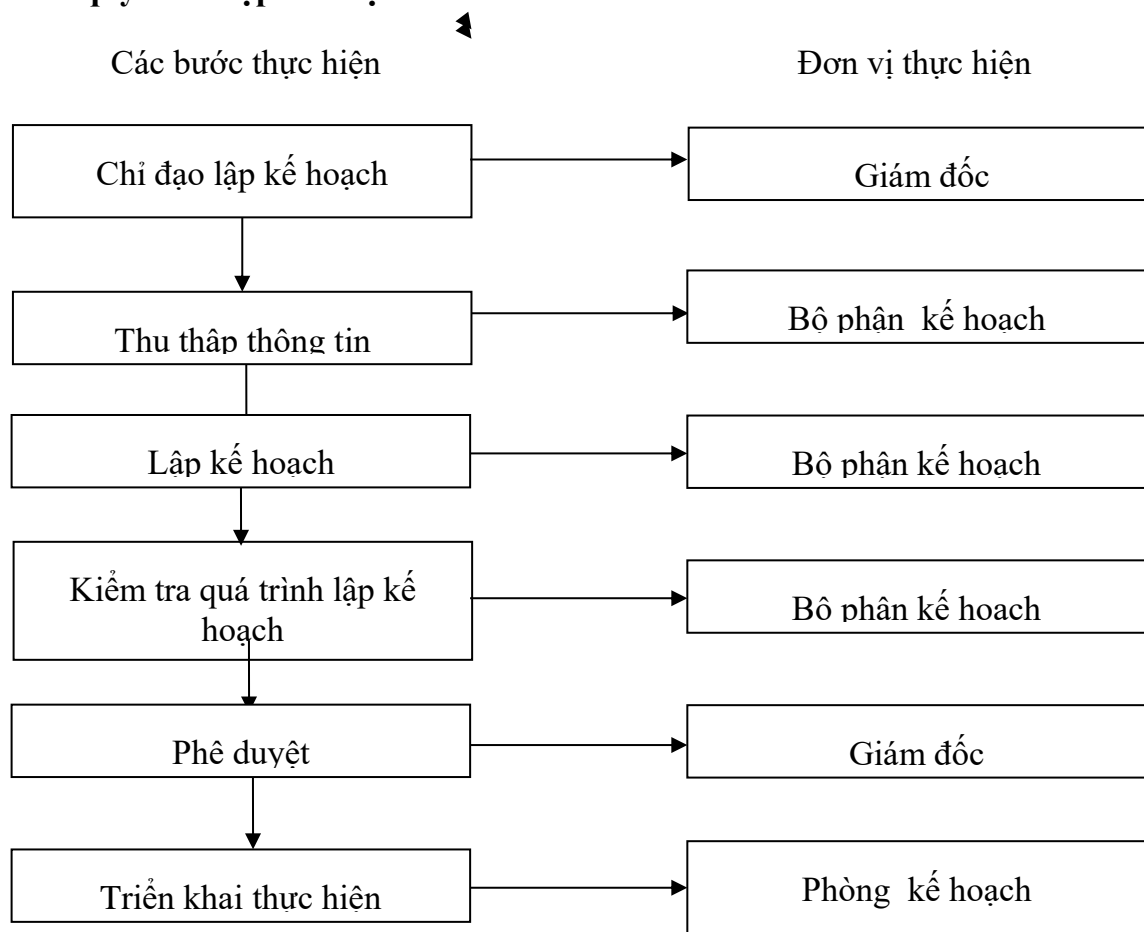 Các bước thực hiện
Đơn vị thực hiện
Chỉ đạo lập kế hoạch
Giám đốc
Thu thập thông tin
Bộ phận kế hoạch
Lập kế hoạch
Bộ phận kế hoạch
Kiểm tra quá trình lập kế
hoạch
Bộ phận kế hoạch
Phê duyệt
Giám đốc
Triển khai thực hiện
Phòng kế hoạch